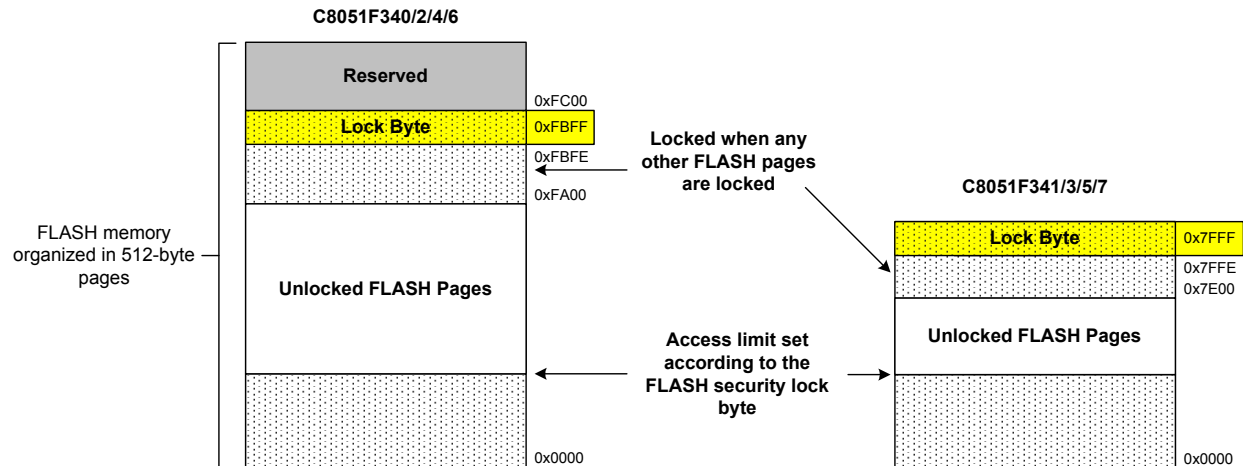 C8051F340/2/4/6
Reserved
0xFC00
Lock Byte
0xFBFF
0xFBFE
0xFA00
FLASH memory
organized in 512-byte
pages
Unlocked FLASH Pages
0x0000
Locked when any
other FLASH pages
are locked
Access limit set
according to the
FLASH security lock
byte
C8051F341/3/5/7
Lock Byte
0x7FFF
0x7FFE
0x7E00
Unlocked FLASH Pages
0x0000